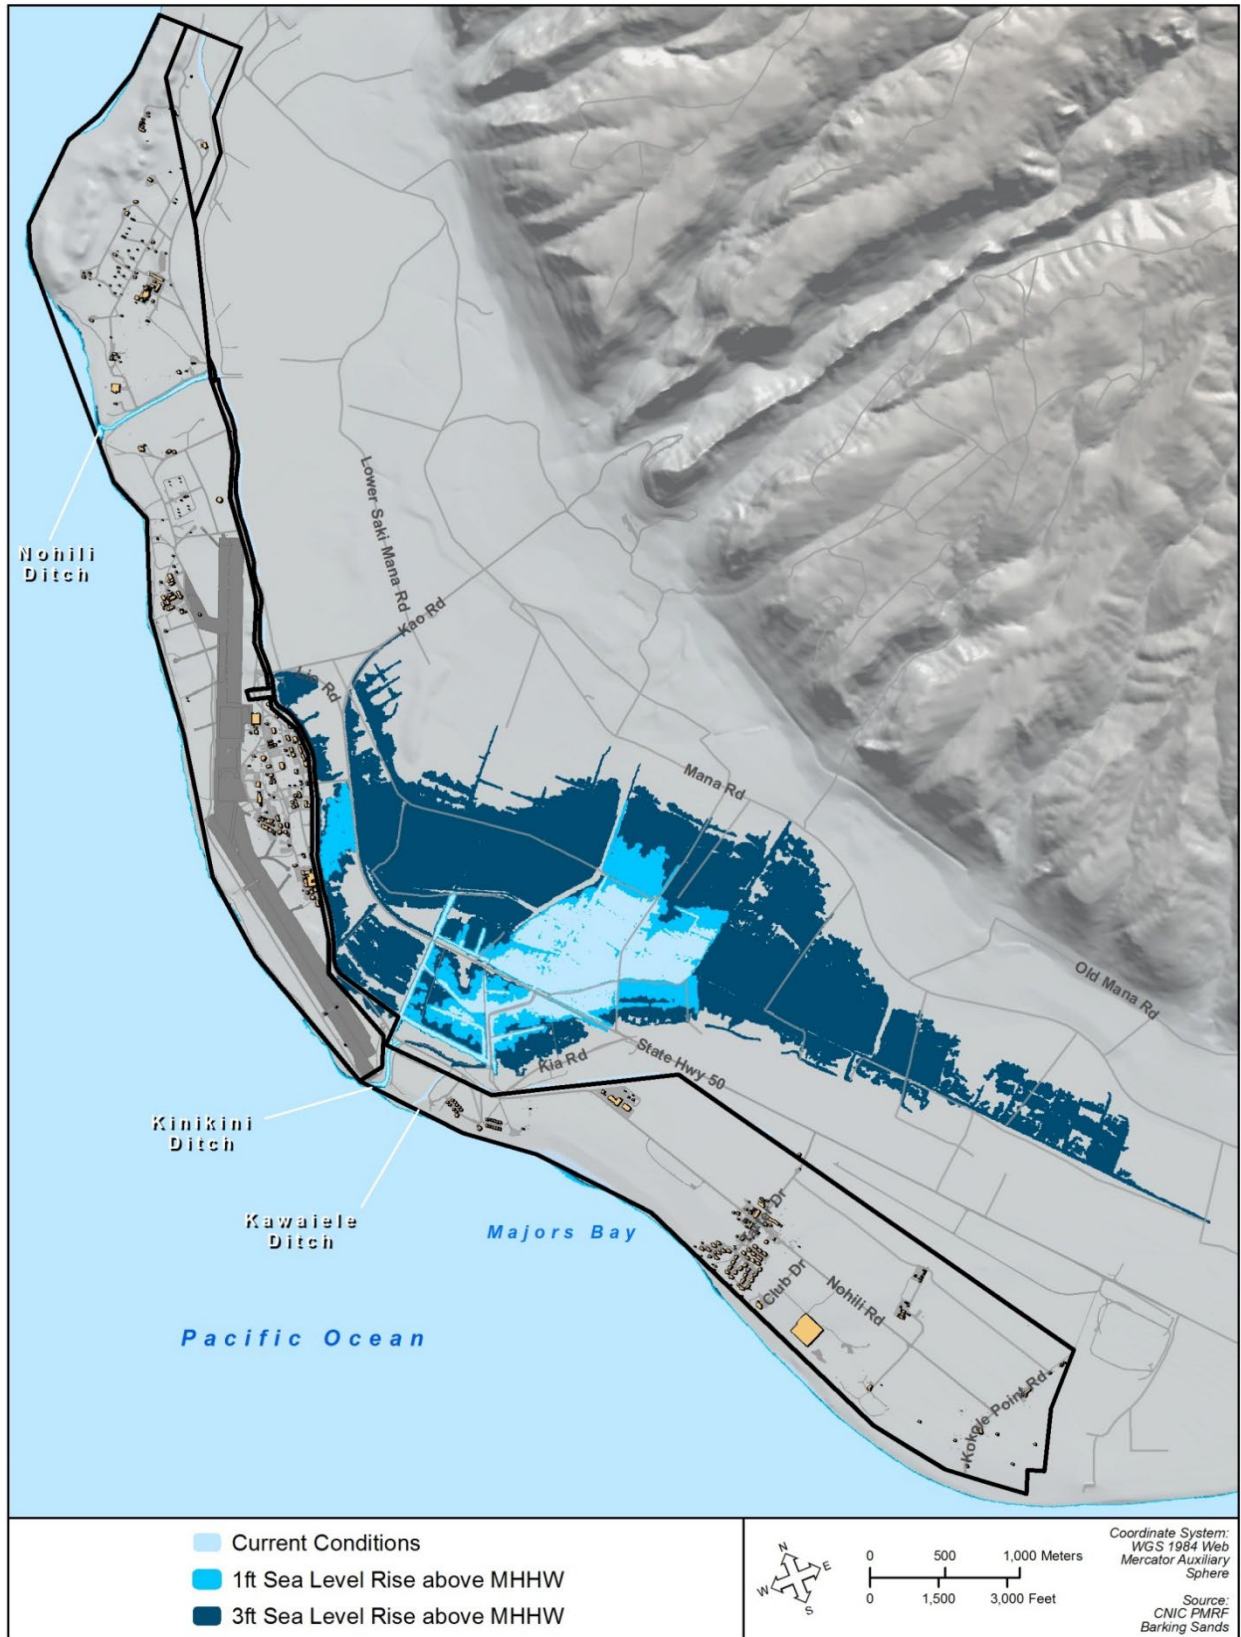 Lower Saki Mana Rd
Kao Rd
Nohili
Ditch
Lio Rd
Mana Rd
Old Mana Rd
State Hwy 50
Kia Rd
Kinikini
Ditch
Kawaiele
Ditch
Majors Bay
Dr
Club Dr
Nohili Rd
Pacific Ocean
Kokole Point Rd
Current Conditions
1ft Sea Level Rise above MHHW
3ft Sea Level Rise above MHHW
N
E
W
S
0 500 1,000 Meters
0 1,500 3,000 Feet
Coordinate System:
WGS 1984 Web
Mercator Auxiliary
Sphere
Source:
CNIC PMRF
Barking Sands